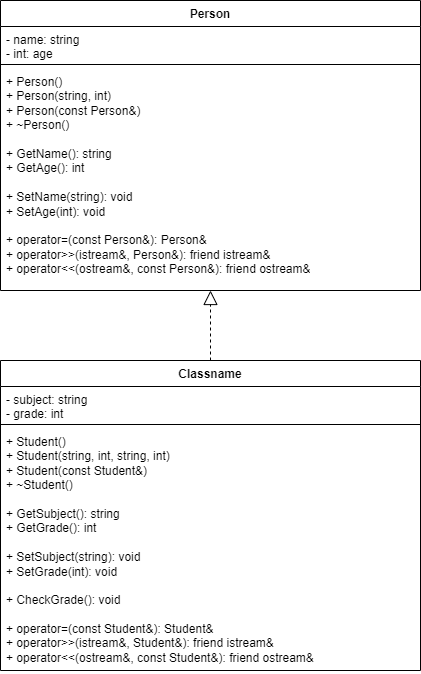 Person
- name: string
- int: age
+ Person()
+ Person(string, int)
+ Person(const Person&)
+ ~Person()
+ GetName(): string
+ GetAge(): int
+ SetName(string): void
+ SetAge(int): void
+ operator=(const Person&): Person&
+ operator>>(istream&, Person&): friend istream&
+ operator<<(ostream&, const Person&): friend ostream&
Classname
- subject: string
- grade: int
+ Student()
+ Student(string, int, string, int)
+ Student(const Student&)
+ ~Student()
+ GetSubject(): string
+ GetGrade(): int
+ SetSubject(string): void
+ SetGrade(int): void
+ CheckGrade(): void
+ operator=(const Student&): Student&
+ operator>>(istream&, Student&): friend istream&
+ operator<<(ostream&, const Student&): friend ostream&